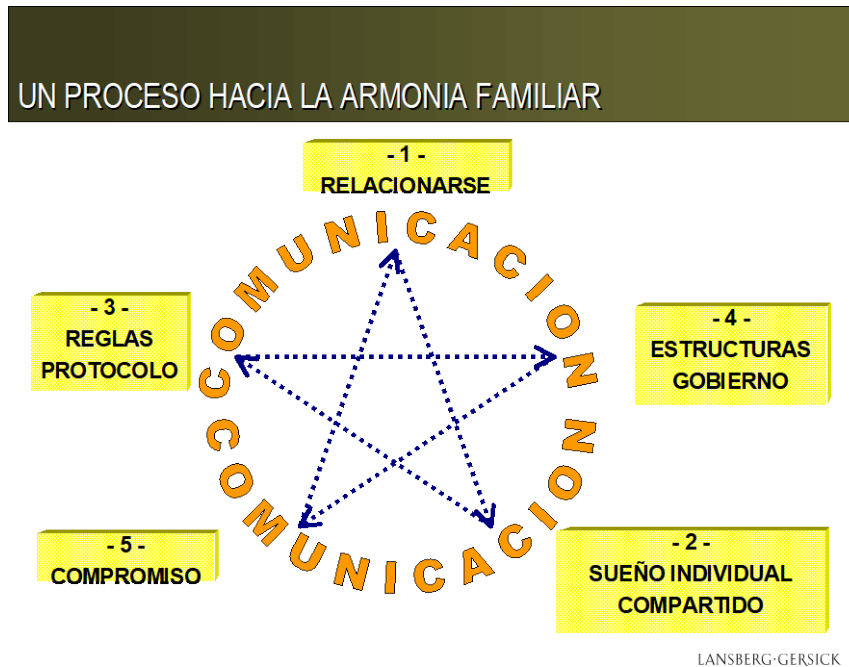 UN PROCESO HACIA LA ARMONIA FAMILIAR
- 1 -
RELACIONARSE
COMUNICACION
- 3 -
REGLAS
PROTOCOLO
- 4 -
ESTRUCTURAS
GOBIERNO
COMUNICACION
- 5 -
COMPROMISO
- 2 -
SUEÑO INDIVIDUAL
COMPARTIDO
LANSBERG·GERSICK